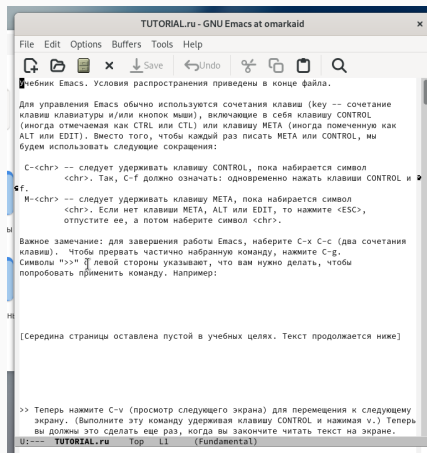 TUTORIAL.ru - GNU Emacs at omarkaid
File Edit Options Buffers Tools Help
Save Undo
Учебник Emacs. Условия распространения приведены в конце файла.
Для управления Emacs обычно используются сочетания клавиш (key -- сочетание
клавиш клавиатуры и/или кнопок мыши), включающие в себя клавишу CONTROL
(иногда отмечаемая как CTRL или CTL) или клавишу META (иногда помеченную как
ALT или EDIT). Вместо того, чтобы каждый раз писать META или CONTROL, мы
будем использовать следующие сокращения:
C-<chr> -- следует удерживать клавишу CONTROL, пока набирается символ
<chr>. Так, C-f должно означать: одновременно нажать клавиши CONTROL и
f.
M-<chr> -- следует удерживать клавишу META, пока набирается символ
<chr>. Если нет клавиши META, ALT или EDIT, то нажмите <ESC>,
отпустите ее, а потом наберите символ <chr>.
Важное замечание: для завершения работы Emacs, наберите C-x C-c (два сочетания
клавиш). Чтобы прервать частично набранную команду, нажмите C-g.
Символы ">>" с левой стороны указывают, что вам нужно делать, чтобы
попробовать применить команду. Например:
[Середина страницы оставлена пустой в учебных целях. Текст продолжается ниже]
>> Теперь нажмите C-v (просмотр следующего экрана) для перемещения к следующему
экрану. (Выполните эту команду удерживая клавишу CONTROL и нажимая v.) Теперь
вы должны это сделать еще раз, когда вы закончите читать текст на экране.
U:--- TUTORIAL.ru Top L1 (Fundamental)